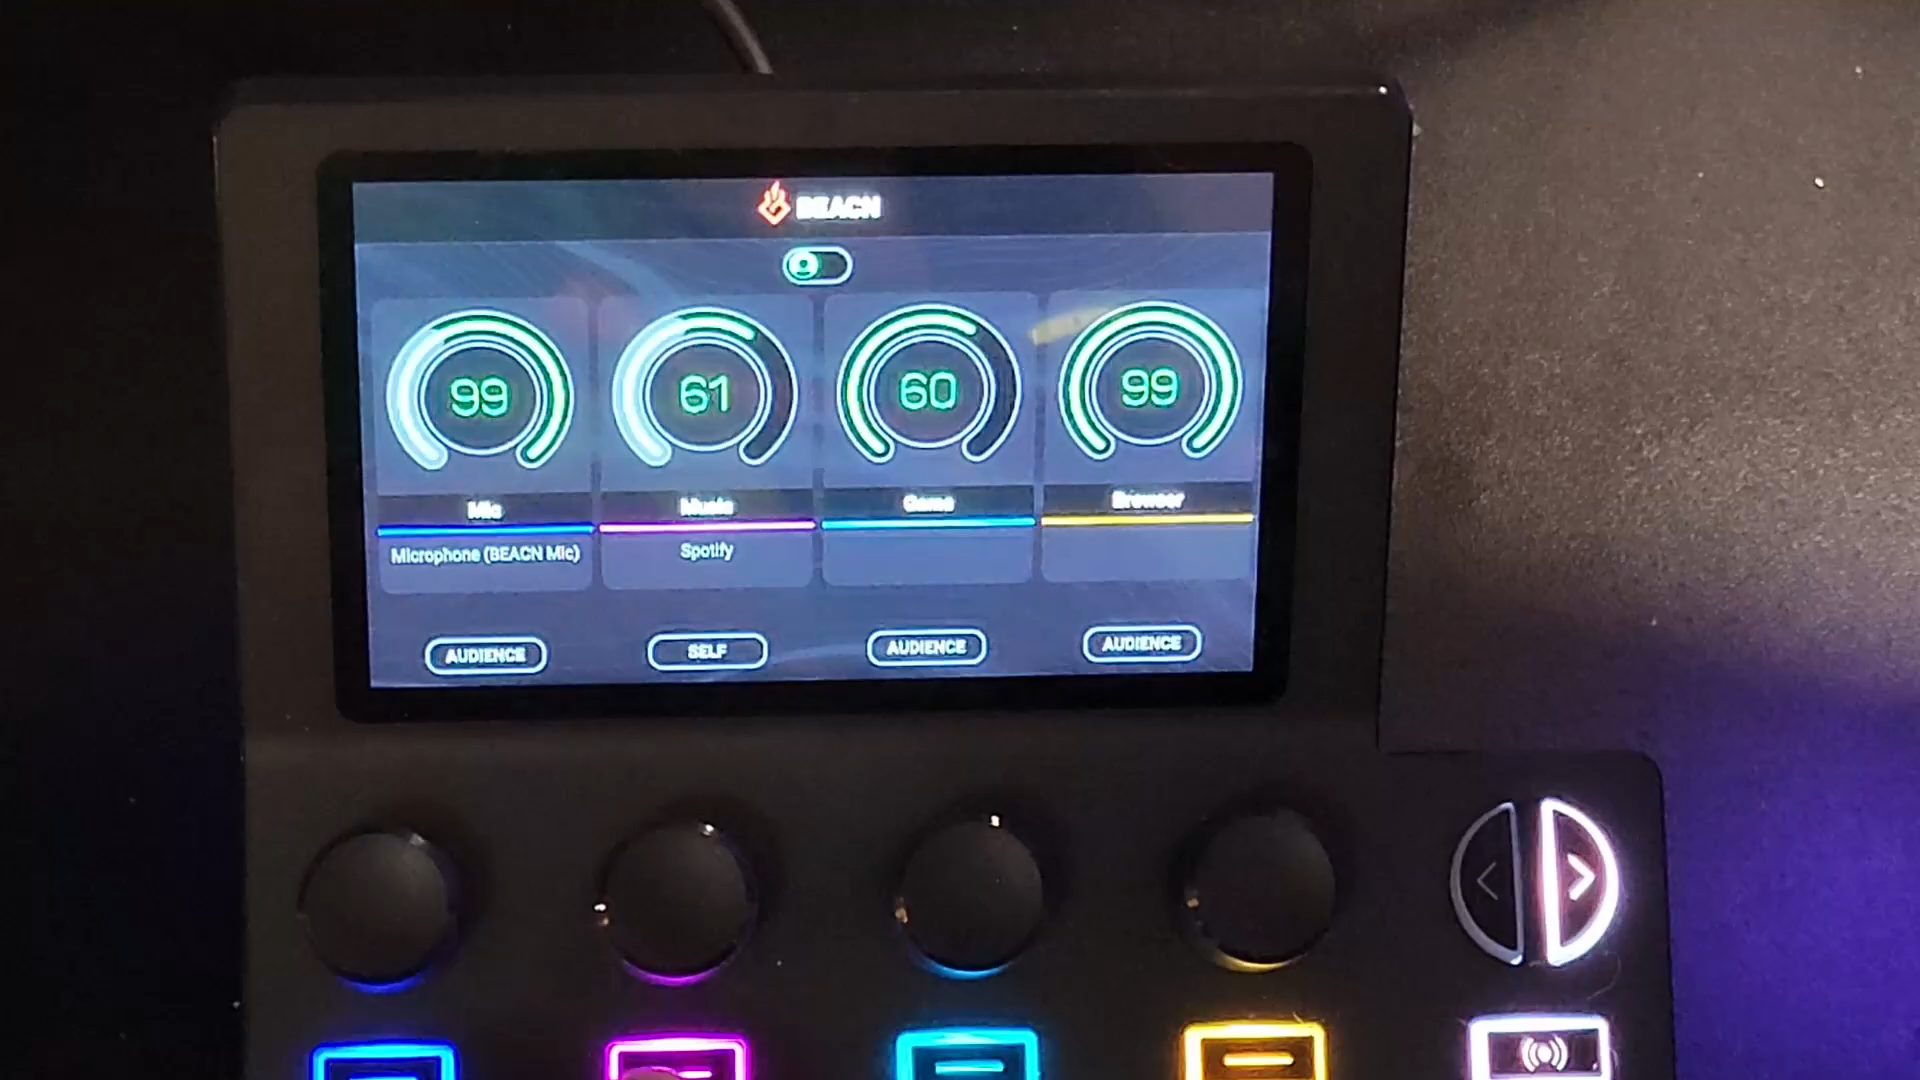 BEACN
99 61 60 99
Mic Music Game Browser
Microphone (BEACN Mic) Spotify
AUDIENCE SELF AUDIENCE AUDIENCE